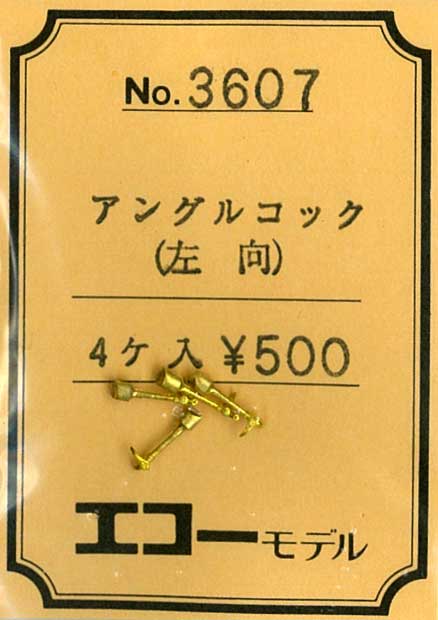 No. 3607
アングルコック
(左 向)
4ケ入 ¥500
エコーモデル